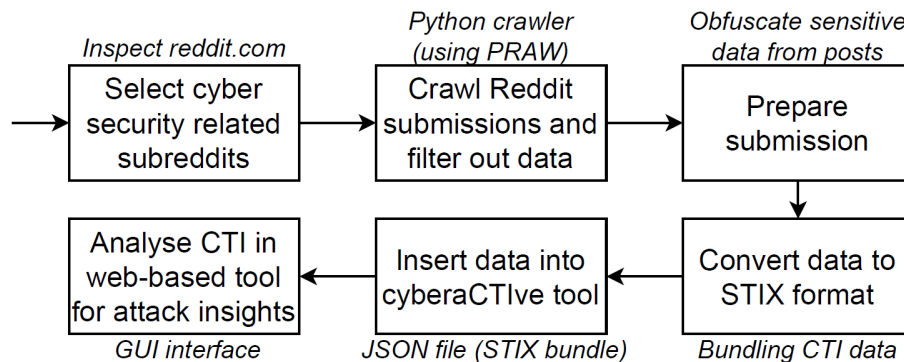 Inspect reddit.com
Select cyber
security related
subreddits
Python crawler
(using PRAW)
Crawl Reddit
submissions and
filter out data
Obfuscate sensitive
data from posts
Prepare
submission
Convert data to
STIX format
Bundling CTI data
Insert data into
cyberaCTIve tool
JSON file (STIX bundle)
Analyse CTI in
web-based tool
for attack insights
GUI interface